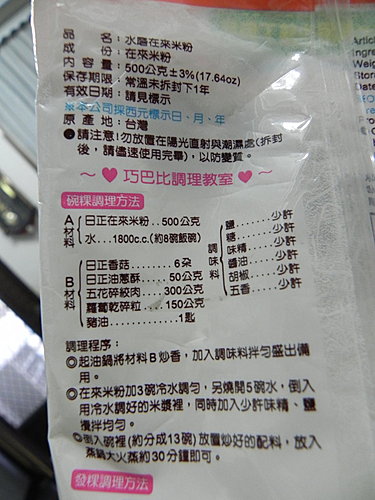 品　　名：水磨在來米粉
成　　份：在來米粉
內 容 量：500公克±3%(17.64oz)
保存期限：常溫未拆封下1年
有效日期：請見標示
※本公司採西元標示日、月、年
原 產 地：台灣
●請注意!勿放置在陽光直射與潮濕處(拆封
後，請儘速使用完畢)，以防變質。
～♥巧巴比調理教室♥～
碗粿調理方法
A材料
日正在來米粉..500公克
水...1800c.c.(約8碗飯碗)
B材料
日正香菇........6朵
日正油蔥酥.....50公克
五花碎絞肉....300公克
蘿蔔乾碎粒....150公克
豬油............1匙
調味料
鹽.......少許
糖.......少許
味精.....少許
醬油.....少許
胡椒.....少許
五香.....少許
調理程序：
◎起油鍋將材料B炒香，加入調味料拌勻盛出備
用。
◎在來米粉加3碗冷水調勻，另燒開5碗水，倒入
用冷水調好的米漿裡，同時加入少許味精、鹽
攪拌均勻。
◎倒入碗裡(約分成13碗)放置炒好的配料，放入
蒸鍋大火蒸約30分鐘即可。
發粿調理方法
Articl
Ingre
Weig
Stora
Date